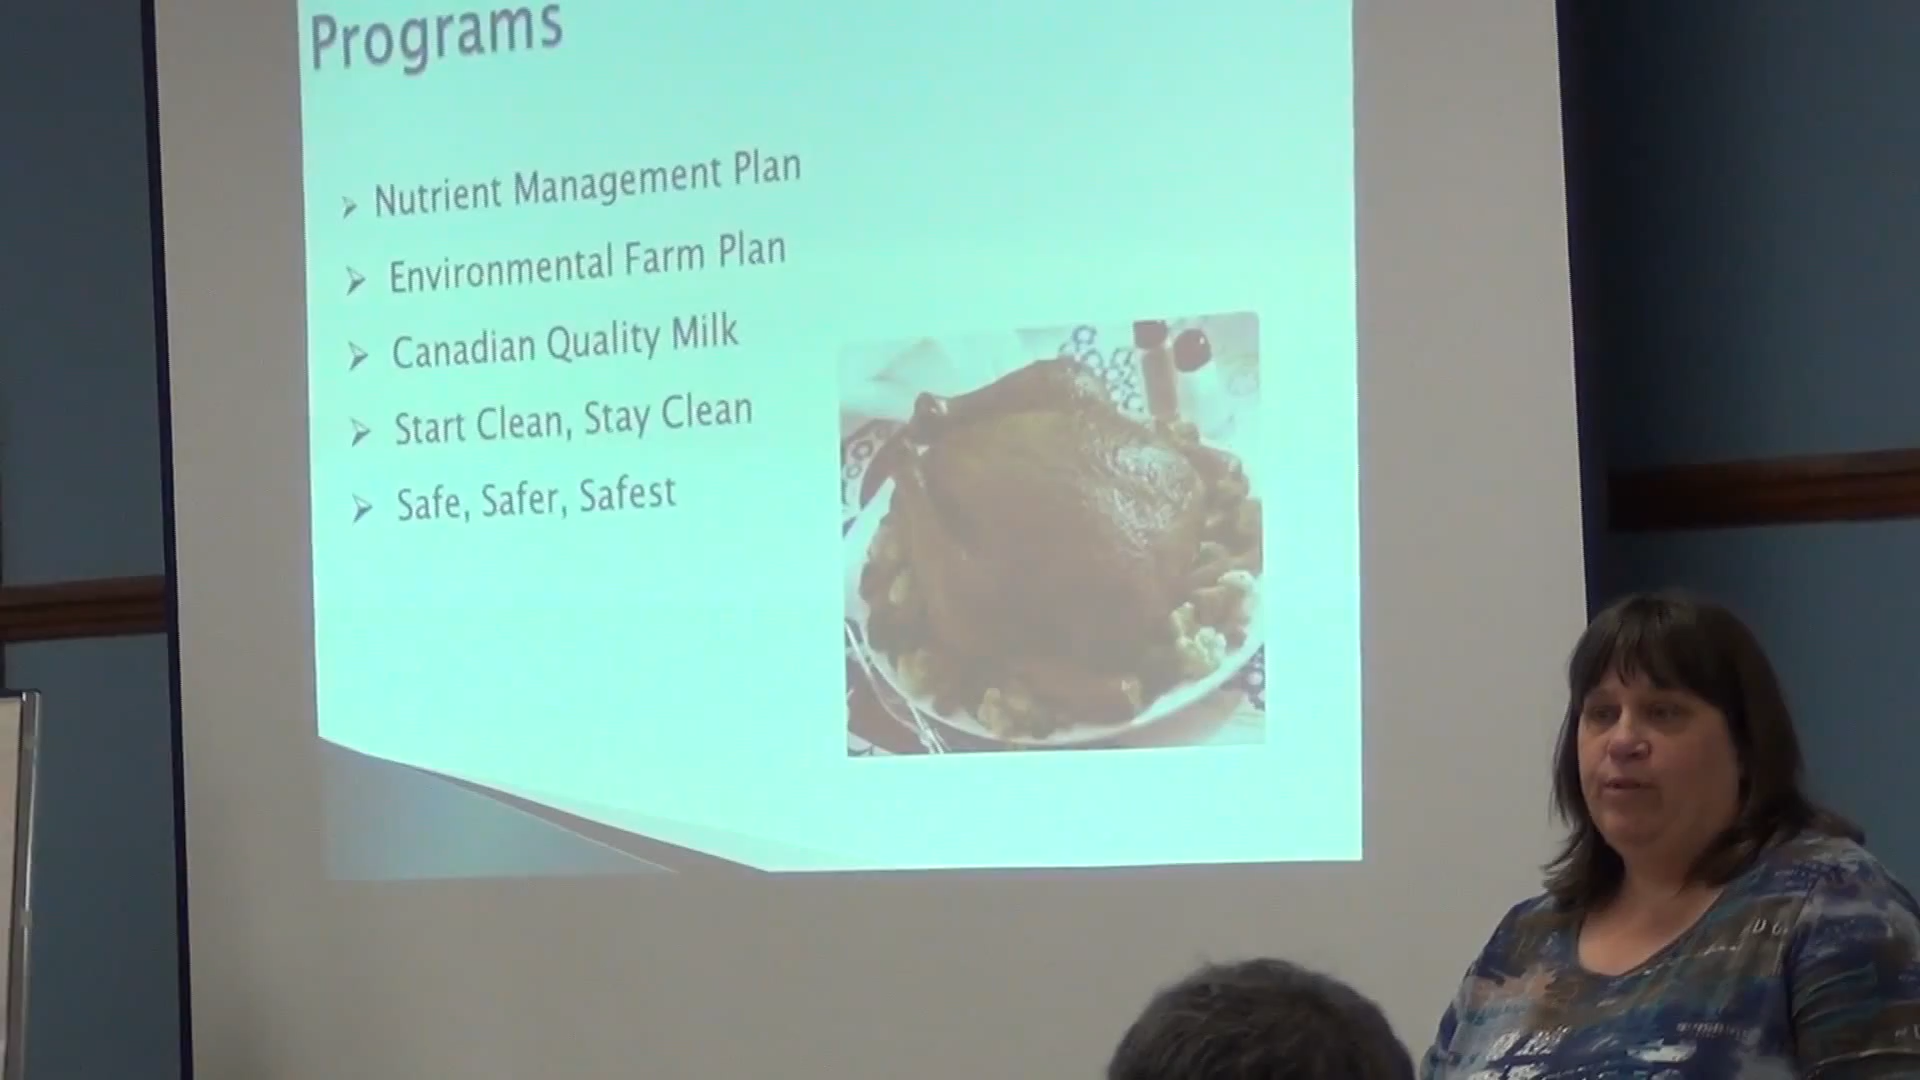 Programs
Nutrient Management Plan
Environmental Farm Plan
Canadian Quality Milk
Start Clean, Stay Clean
Safe, Safer, Safest